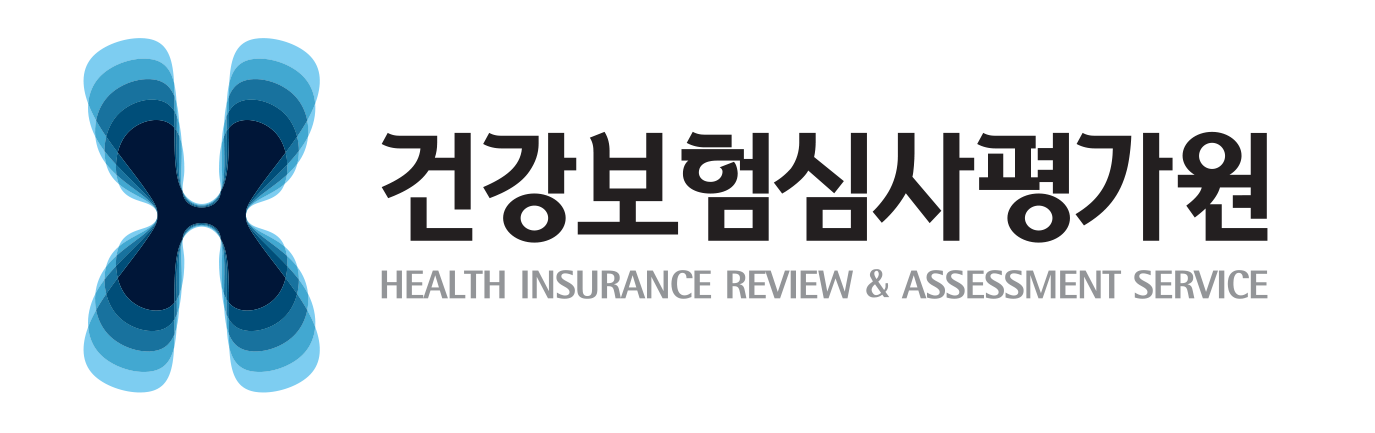 건강보험심사평가원
HEALTH INSURANCE REVIEW & ASSESSMENT SERVICE